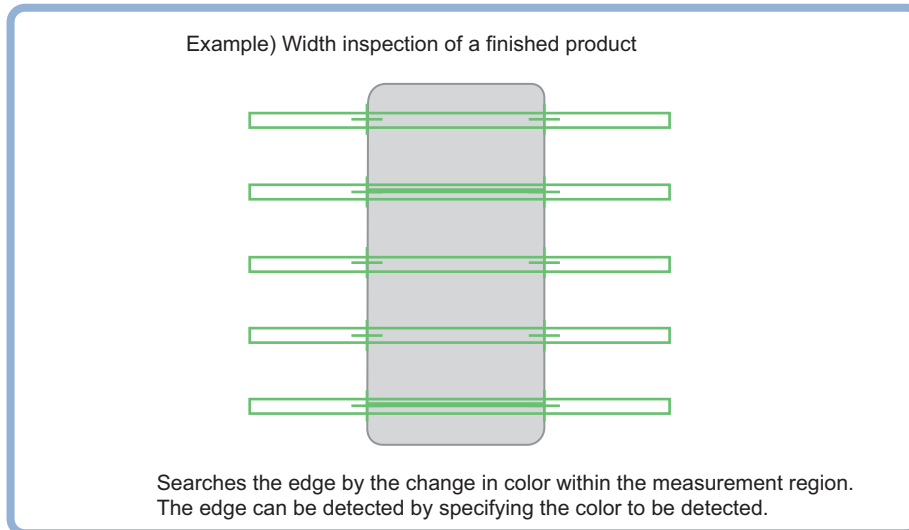 Example) Width inspection of a finished product
Searches the edge by the change in color within the measurement region.
The edge can be detected by specifying the color to be detected.